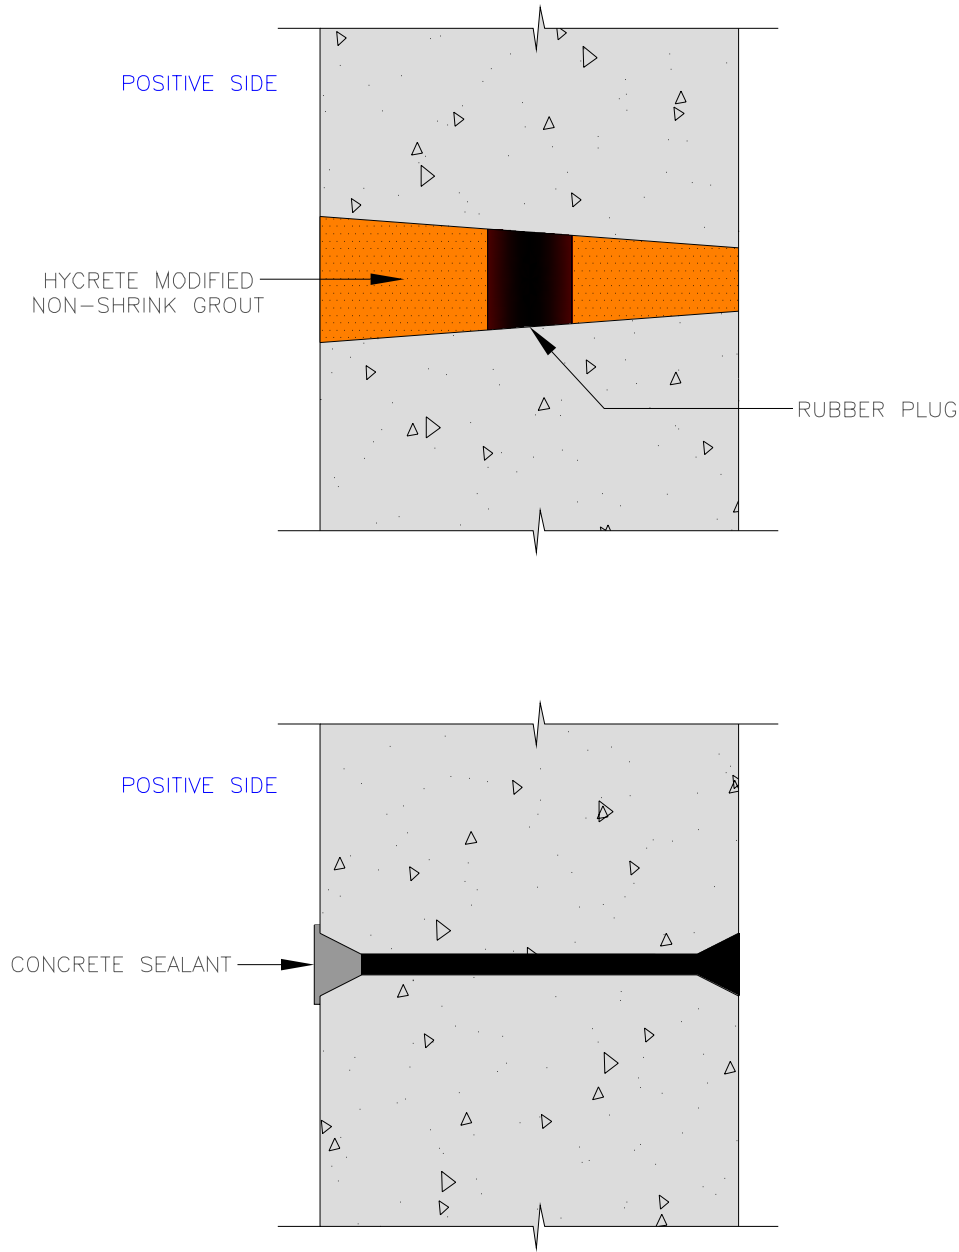 POSITIVE SIDE
HYCRETE MODIFIED
NON-SHRINK GROUT
RUBBER PLUG
POSITIVE SIDE
CONCRETE SEALANT